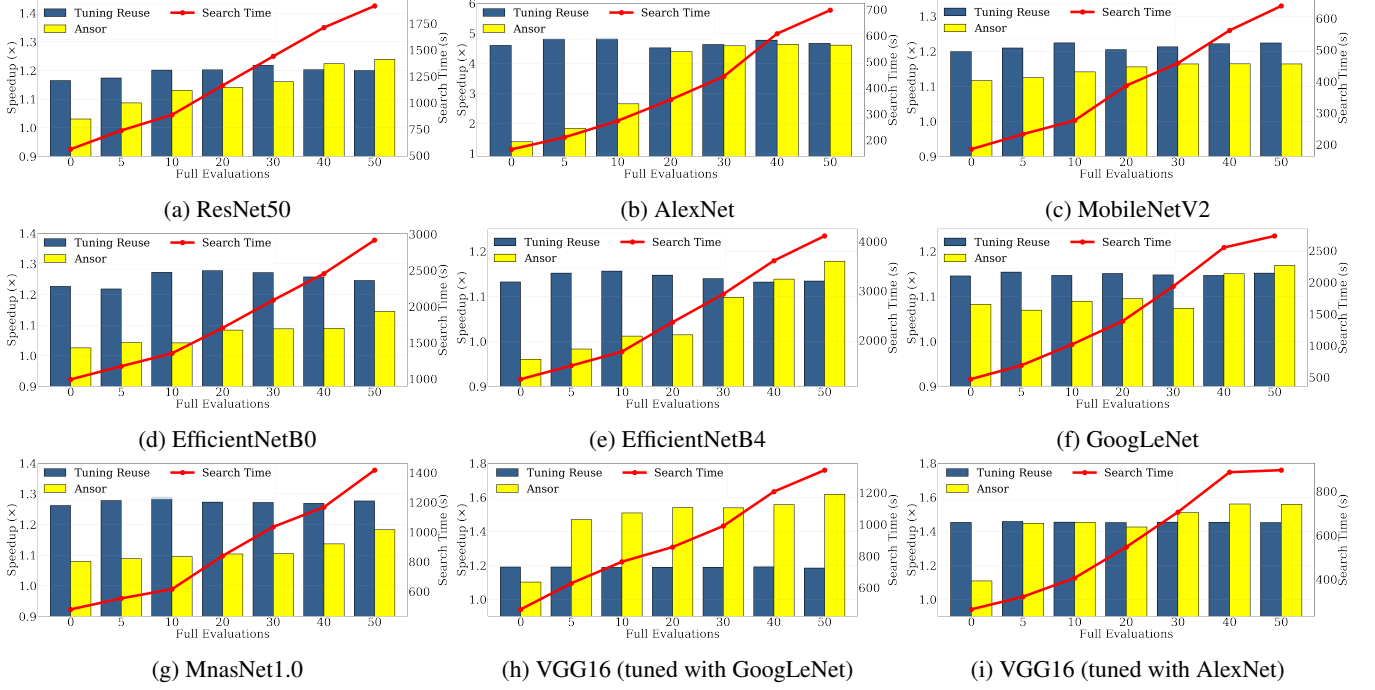 Tuning Reuse Search Time
Ansor
Speedup (×)
1.4
1.3
1.2
1.1
1.0
0.9
Search Time (s)
1750
1500
1250
1000
750
500
0 5 10 20 30 40 50
Full Evaluations
(a) ResNet50
Tuning Reuse Search Time
Ansor
Speedup (×)
6
5
4
3
2
1
Search Time (s)
700
600
500
400
300
200
0 5 10 20 30 40 50
Full Evaluations
(b) AlexNet
Tuning Reuse Search Time
Ansor
Speedup (×)
1.3
1.2
1.1
1.0
0.9
Search Time (s)
600
500
400
300
200
0 5 10 20 30 40 50
Full Evaluations
(c) MobileNetV2
Tuning Reuse Search Time
Ansor
Speedup (×)
1.4
1.3
1.2
1.1
1.0
0.9
Search Time (s)
3000
2500
2000
1500
1000
0 5 10 20 30 40 50
Full Evaluations
(d) EfficientNetB0
Tuning Reuse Search Time
Ansor
Speedup (×)
1.2
1.1
1.0
0.9
Search Time (s)
4000
3000
2000
0 5 10 20 30 40 50
Full Evaluations
(e) EfficientNetB4
Tuning Reuse Search Time
Ansor
Speedup (×)
1.2
1.1
1.0
0.9
Search Time (s)
2500
2000
1500
1000
500
0 5 10 20 30 40 50
Full Evaluations
(f) GoogLeNet
Tuning Reuse Search Time
Ansor
Speedup (×)
1.4
1.3
1.2
1.1
1.0
0.9
Search Time (s)
1400
1200
1000
800
600
0 5 10 20 30 40 50
Full Evaluations
(g) MnasNet1.0
Tuning Reuse Search Time
Ansor
Speedup (×)
1.8
1.6
1.4
1.2
1.0
Search Time (s)
1200
1000
800
600
0 5 10 20 30 40 50
Full Evaluations
(h) VGG16 (tuned with GoogLeNet)
Tuning Reuse Search Time
Ansor
Speedup (×)
1.8
1.6
1.4
1.2
1.0
Search Time (s)
800
600
400
0 5 10 20 30 40 50
Full Evaluations
(i) VGG16 (tuned with AlexNet)